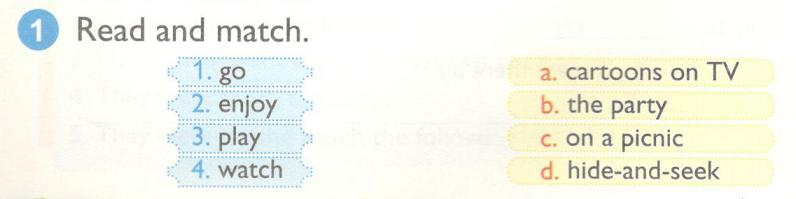 1 Read and match.
1. go
2. enjoy
3. play
4. watch
a. cartoons on TV
b. the party
c. on a picnic
d. hide-and-seek